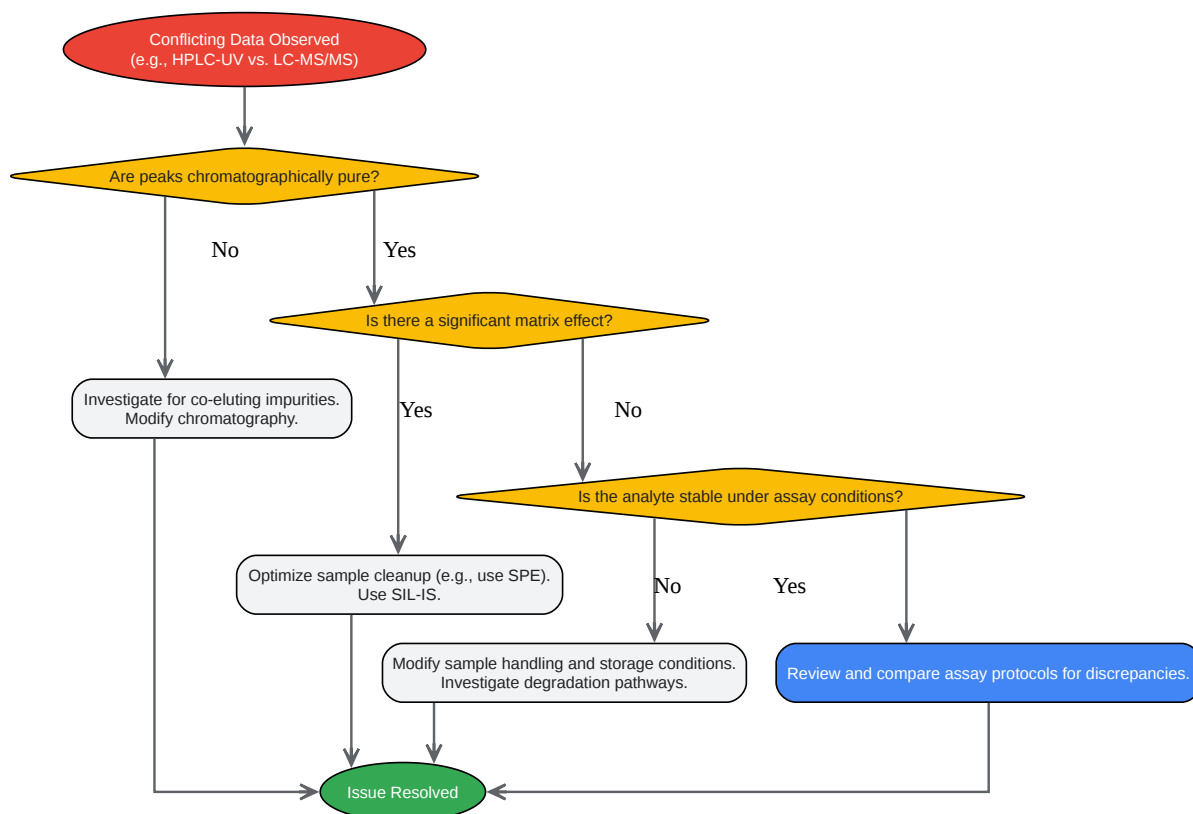 Conflicting Data Observed
(e.g., HPLC-UV vs. LC-MS/MS)
Are peaks chromatographically pure?
No
Yes
Is there a significant matrix effect?
Investigate for co-eluting impurities.
Modify chromatography.
Yes
No
Is the analyte stable under assay conditions?
Optimize sample cleanup (e.g., use SPE).
Use SIL-IS.
No
Yes
Modify sample handling and storage conditions.
Investigate degradation pathways.
Review and compare assay protocols for discrepancies.
Issue Resolved